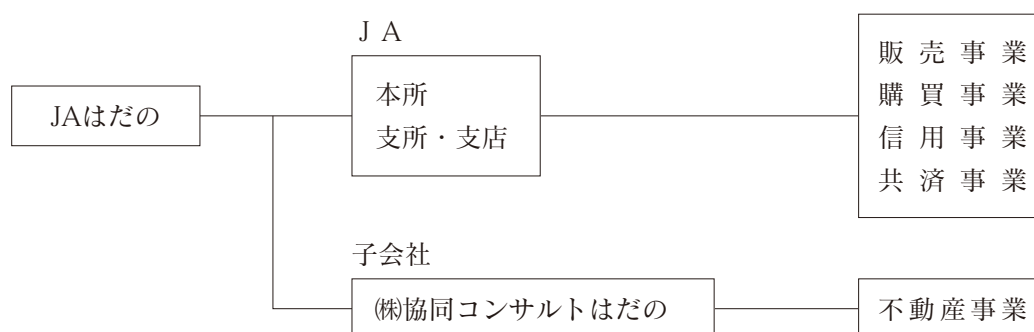 JA
JAはだの
本所
支所・支店
販売事業
購買事業
信用事業
共済事業
子会社
㈱協同コンサルトはだの
不動産事業